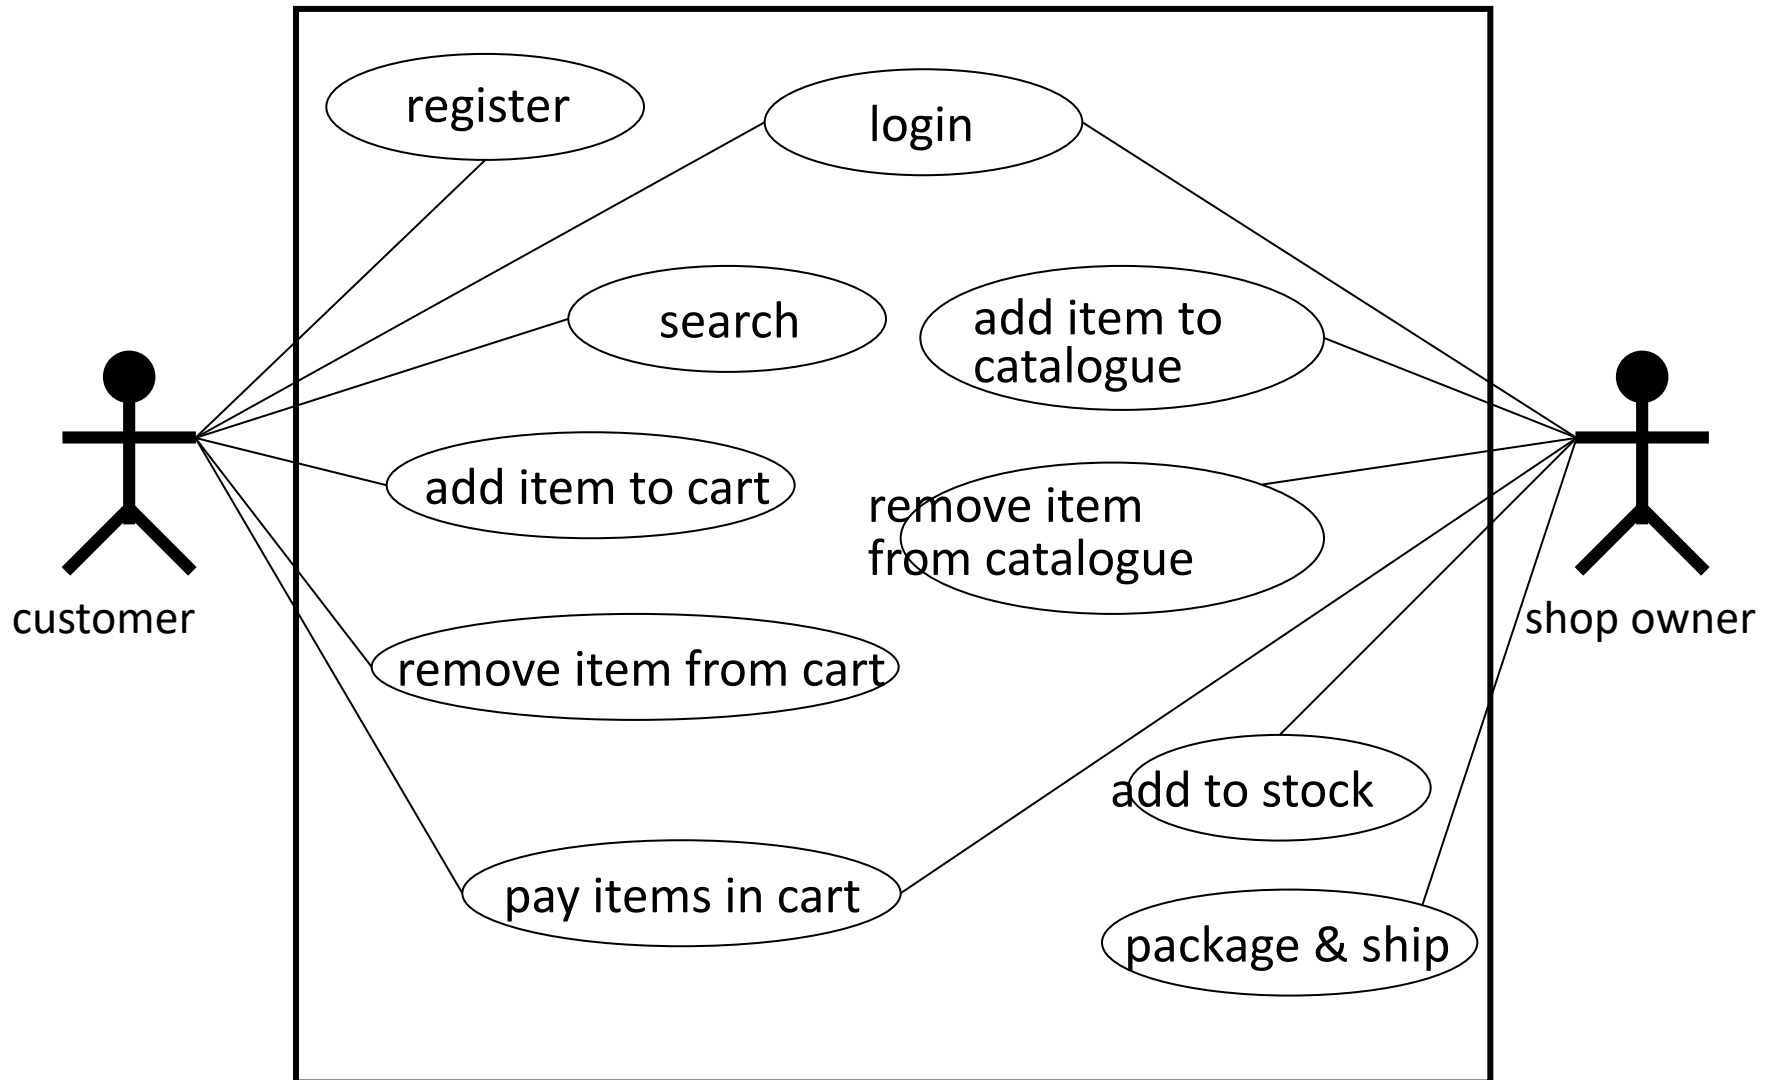 register
login
search
add item to
catalogue
add item to cart
remove item
from catalogue
customer
shop owner
remove item from cart
add to stock
pay items in cart
package & ship